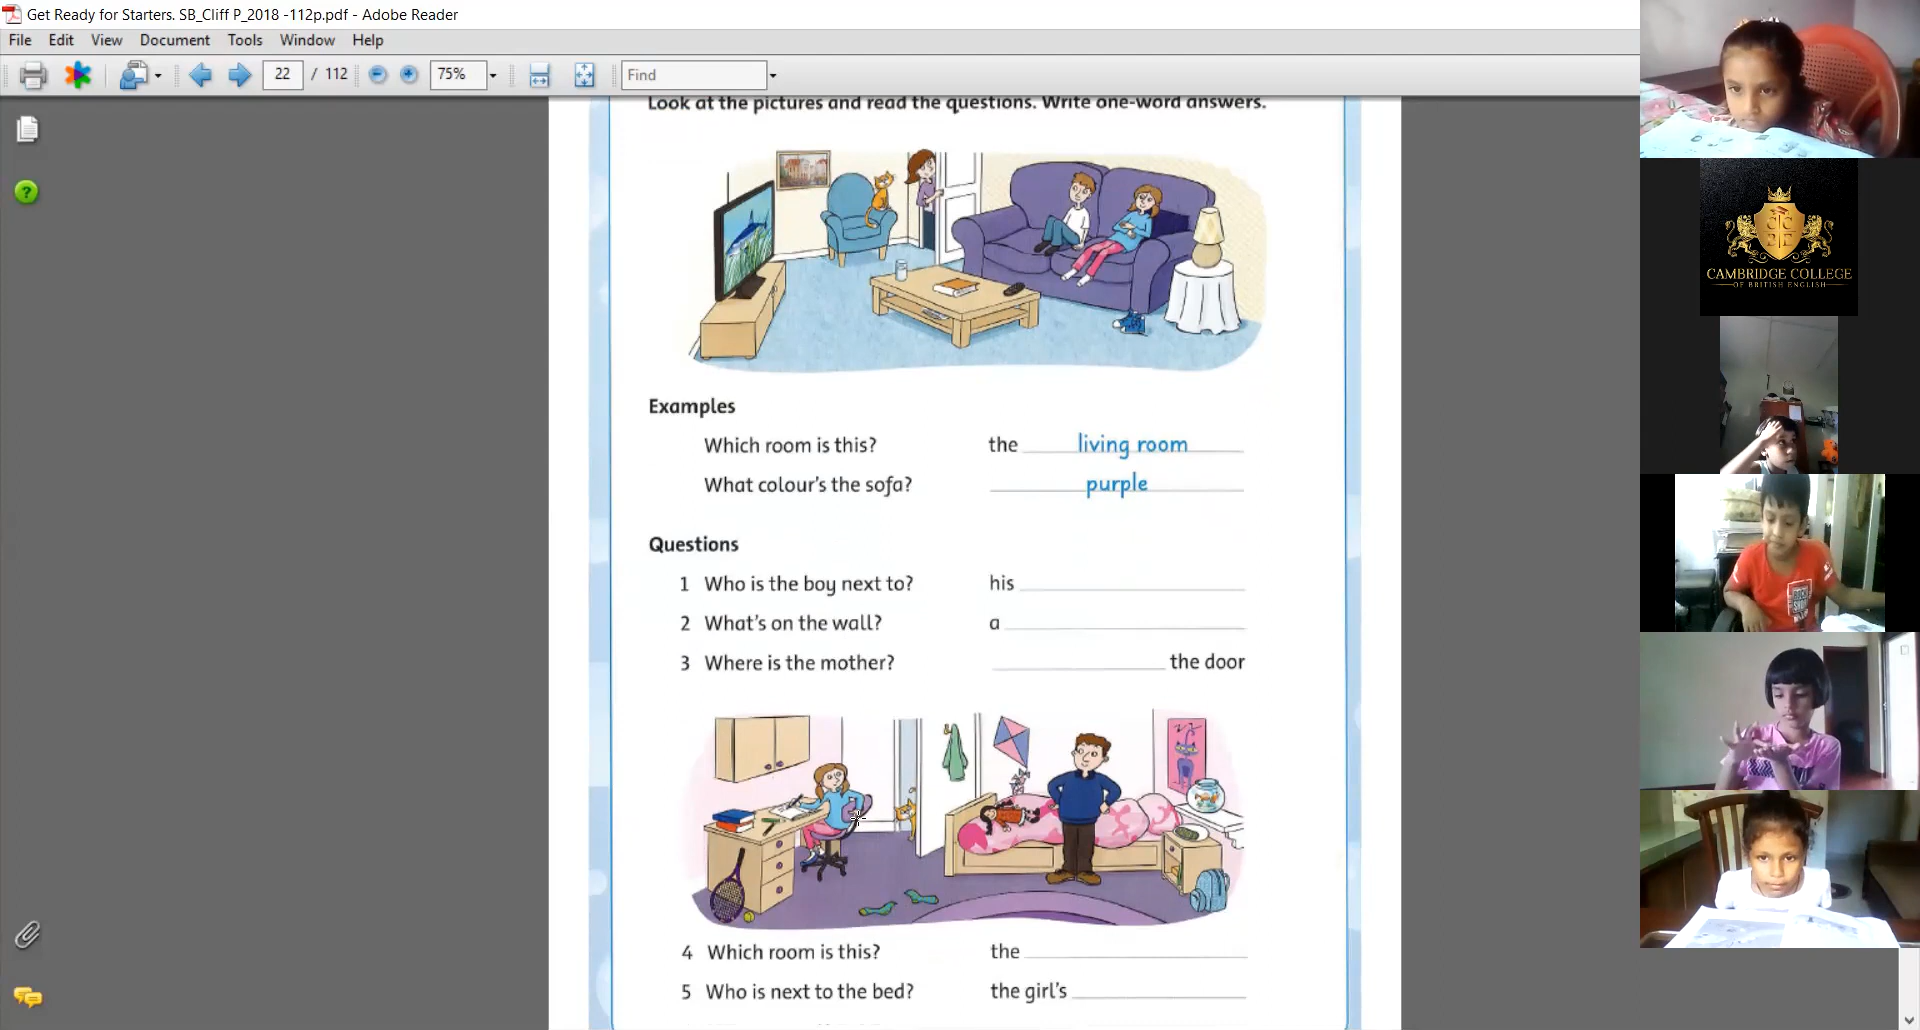 Get Ready for Starters. SB_Cliff P_2018 -112p.pdf - Adobe Reader
File Edit View Document Tools Window Help
22 / 112 75% Find
Look at the pictures and read the questions. Write one-word answers.
Examples
Which room is this? the living room
What colour's the sofa? purple
Questions
1 Who is the boy next to? his
2 What's on the wall? a
3 Where is the mother? the door
4 Which room is this? the
5 Who is next to the bed? the girl's
CAMBRIDGE COLLEGE
OF BRITISH ENGLISH